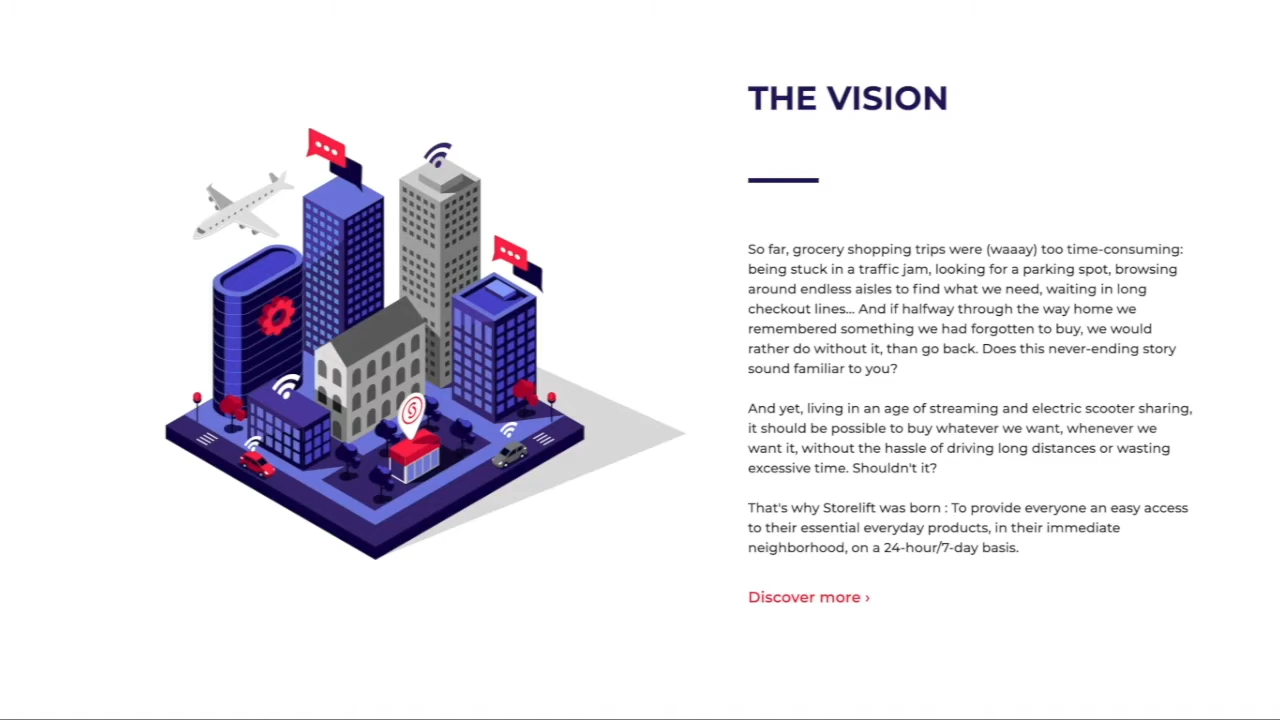 THE VISION
So far, grocery shopping trips were (waaay) too time-consuming:
being stuck in a traffic jam, looking for a parking spot, browsing
around endless aisles to find what we need, waiting in long
checkout lines... And if halfway through the way home we
remembered something we had forgotten to buy, we would
rather do without it, than go back. Does this never-ending story
sound familiar to you?
And yet, living in an age of streaming and electric scooter sharing,
it should be possible to buy whatever we want, whenever we
want it, without the hassle of driving long distances or wasting
excessive time. Shouldn't it?
That's why Storelift was born : To provide everyone an easy access
to their essential everyday products, in their immediate
neighborhood, on a 24-hour/7-day basis.
Discover more ›